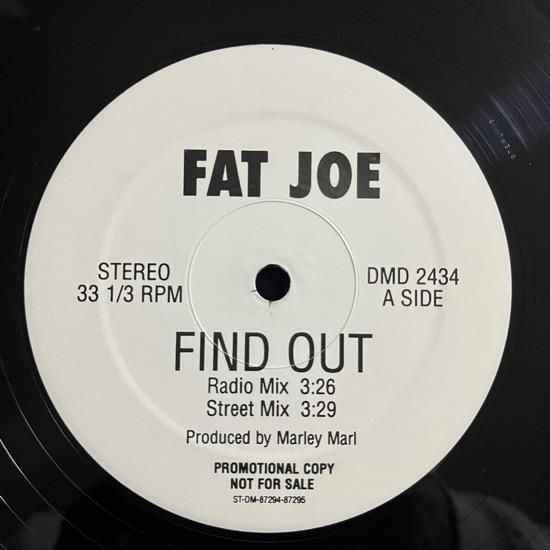 FAT JOE
STEREO
33 1/3 RPM
DMD 2434
A SIDE
FIND OUT
Radio Mix 3:26
Street Mix 3:29
Produced by Marley Marl
PROMOTIONAL COPY
NOT FOR SALE
ST-DM-87294-87295